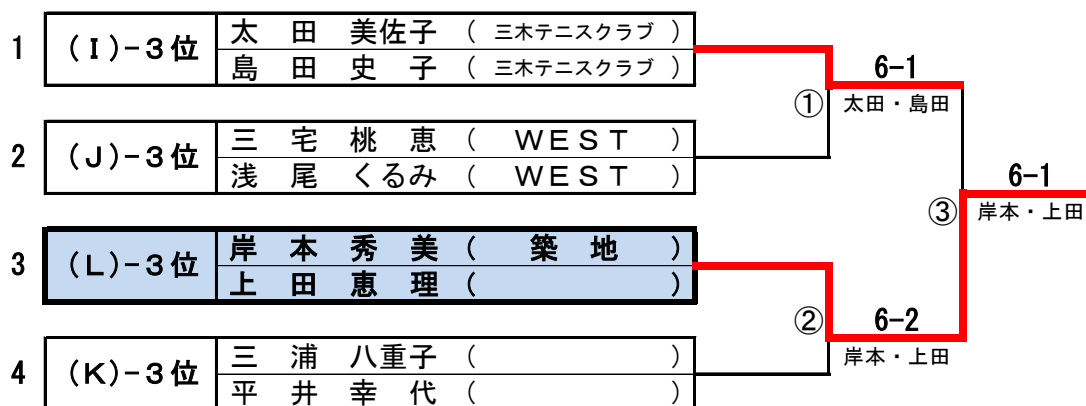 1 (I)-3位 太田 美佐子 ( 三木テニスクラブ )
島田 史子 ( 三木テニスクラブ )
6-1
① 太田・島田
2 (J)-3位 三宅 桃恵 ( WEST )
浅尾 くるみ ( WEST )
6-1
③ 岸本・上田
3 (L)-3位 岸本 秀美 ( 築地 )
上田 恵理 ( )
② 6-2
岸本・上田
4 (K)-3位 三浦 八重子 ( )
平井 幸代 ( )